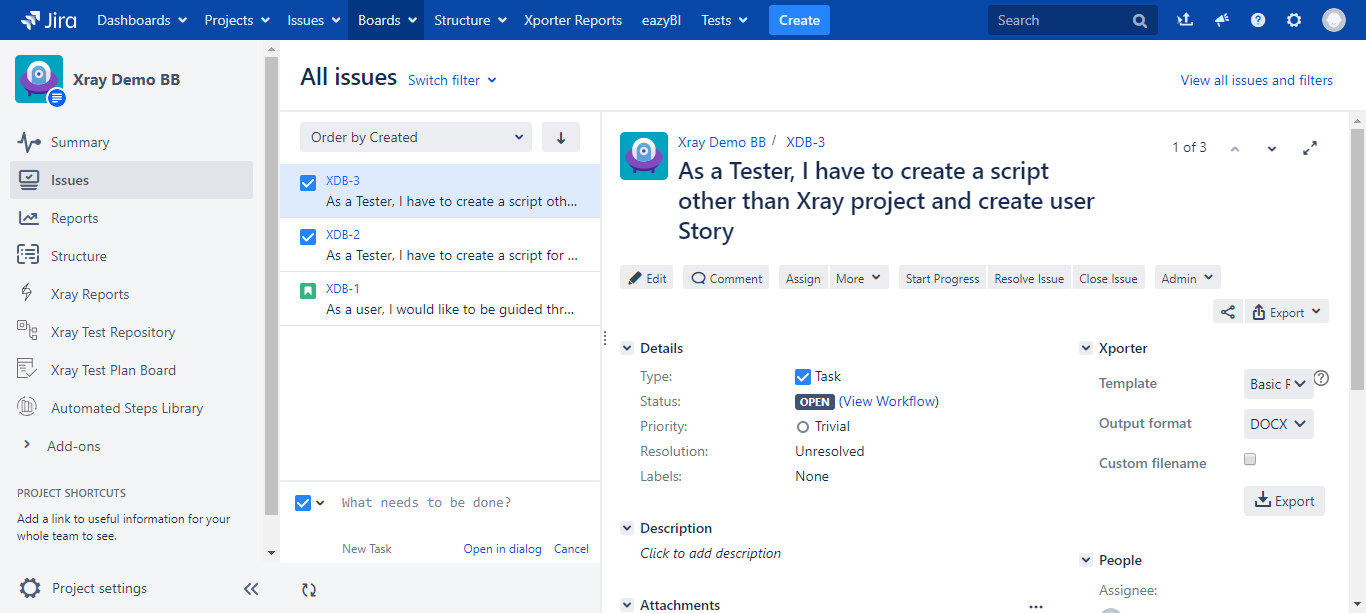 Jira Dashboards Projects Issues Boards Structure Xporter Reports eazyBI Tests Create Search
Xray Demo BB
Summary
Issues
Reports
Structure
Xray Reports
Xray Test Repository
Xray Test Plan Board
Automated Steps Library
Add-ons
PROJECT SHORTCUTS
Add a link to useful information for your
whole team to see.
Project settings
All issues Switch filter
View all issues and filters
Order by Created
XDB-3
As a Tester, I have to create a script oth...
XDB-2
As a Tester, I have to create a script for ...
XDB-1
As a user, I would like to be guided thr...
What needs to be done?
New Task Open in dialog Cancel
Xray Demo BB / XDB-3
1 of 3
As a Tester, I have to create a script
other than Xray project and create user
Story
Edit Comment Assign More Start Progress Resolve Issue Close Issue Admin
Export
Details
Type: Task
Status: OPEN (View Workflow)
Priority: Trivial
Resolution: Unresolved
Labels: None
Description
Click to add description
Attachments
Xporter
Template Basic
Output format DOCX
Custom filename
Export
People
Assignee: